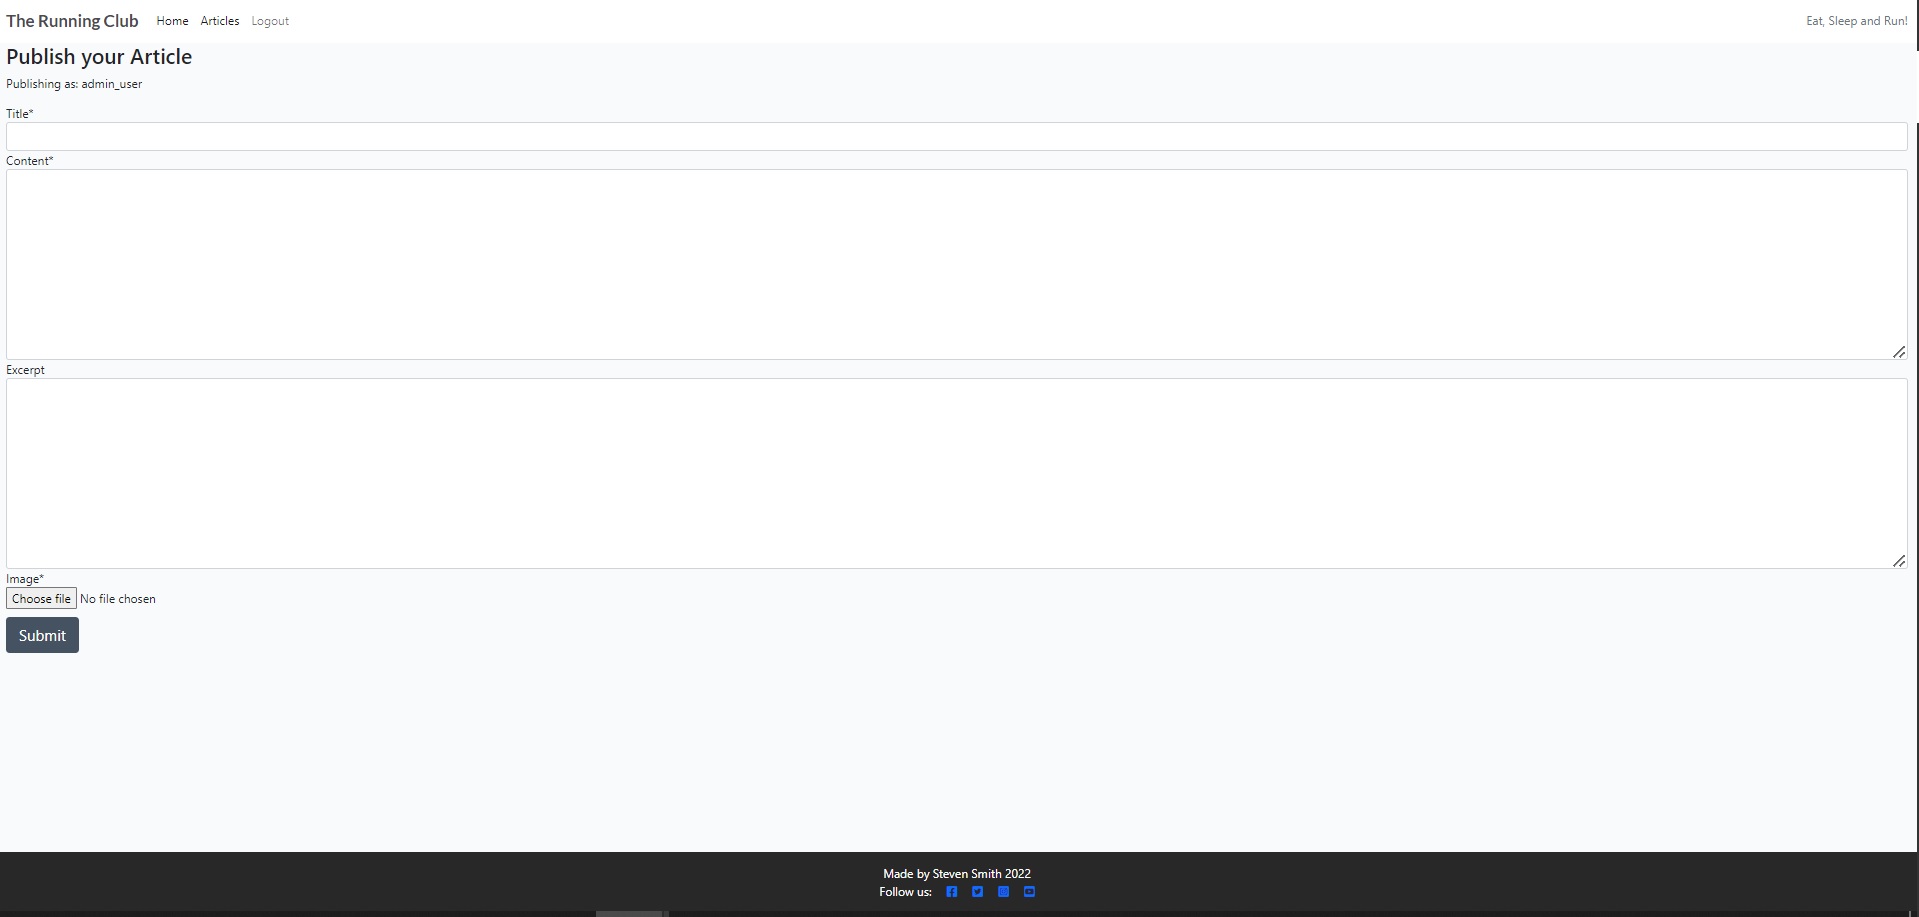 The Running Club Home Articles Logout Eat, Sleep and Run!
Publish your Article
Publishing as: admin_user
Title*
Content*
Excerpt
Image*
Choose file No file chosen
Submit
Made by Steven Smith 2022
Follow us: